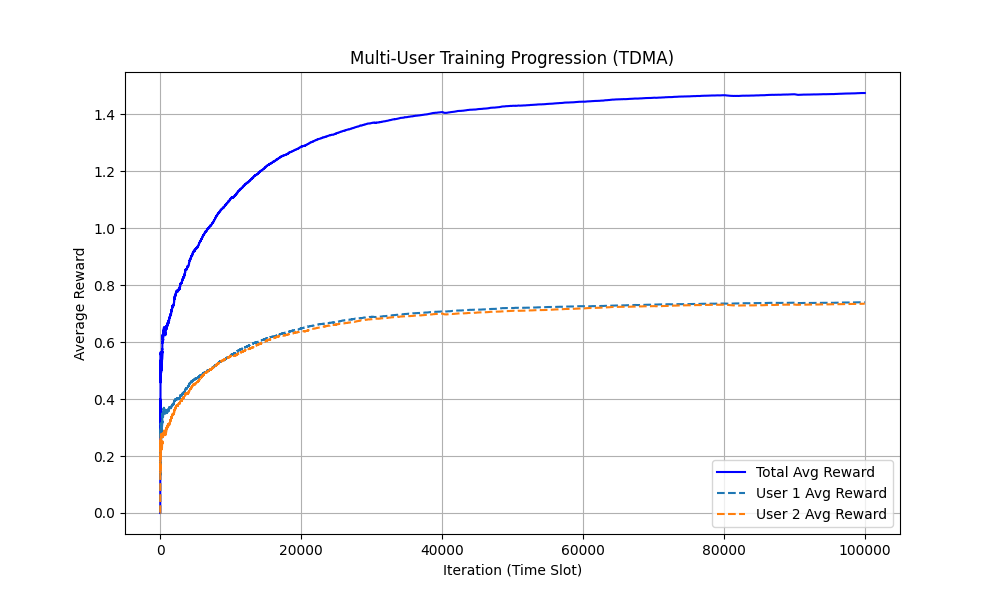 Multi-User Training Progression (TDMA)
Average Reward
1.4
1.2
1.0
0.8
0.6
0.4
0.2
0.0
Total Avg Reward
User 1 Avg Reward
User 2 Avg Reward
0 20000 40000 60000 80000 100000
Iteration (Time Slot)